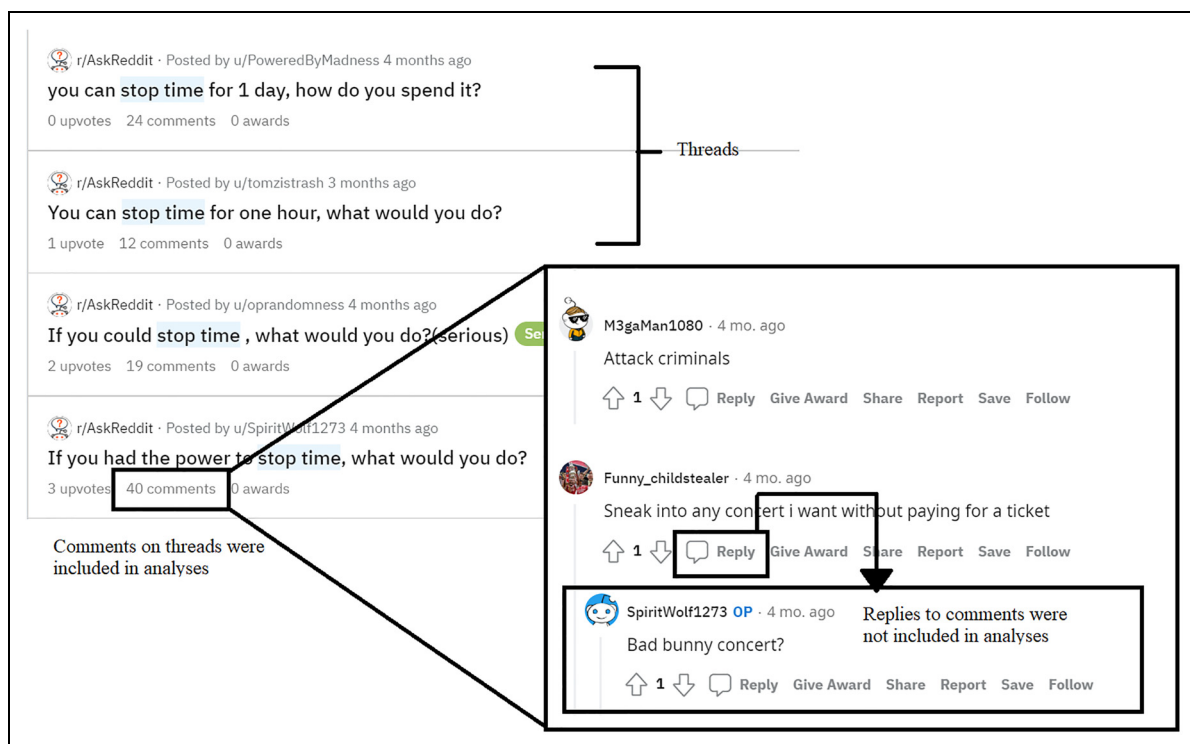 r/AskReddit · Posted by u/PoweredByMadness 4 months ago
you can stop time for 1 day, how do you spend it?
0 upvotes 24 comments 0 awards
Threads
r/AskReddit · Posted by u/tomzistrash 3 months ago
You can stop time for one hour, what would you do?
1 upvote 12 comments 0 awards
r/AskReddit · Posted by u/oprandomness 4 months ago
If you could stop time , what would you do?(serious) Se
2 upvotes 19 comments 0 awards
r/AskReddit · Posted by u/SpiritWolf1273 4 months ago
If you had the power to stop time, what would you do?
3 upvotes 40 comments 0 awards
Comments on threads were
included in analyses
M3gaMan1080 · 4 mo. ago
Attack criminals
1 Reply Give Award Share Report Save Follow
Funny_childstealer · 4 mo. ago
Sneak into any concert i want without paying for a ticket
1 Reply Give Award Share Report Save Follow
SpiritWolf1273 OP · 4 mo. ago
Bad bunny concert?
1 Reply Give Award Share Report Save Follow
Replies to comments were
not included in analyses